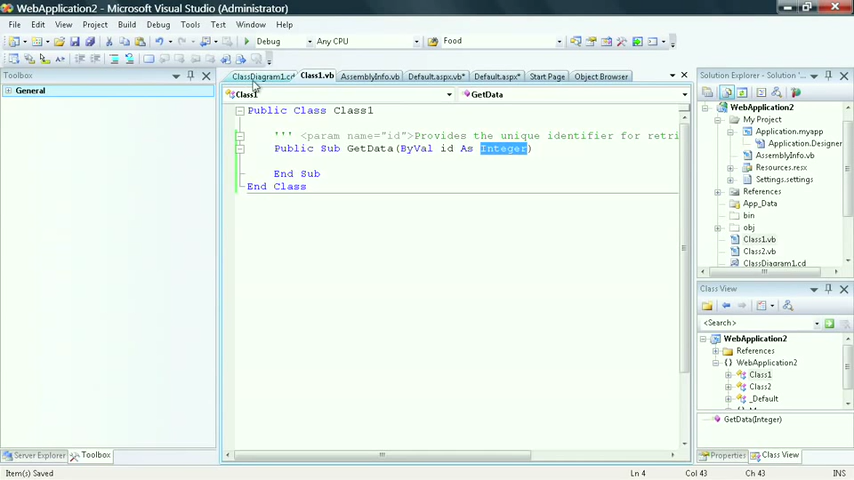 WebApplication2 - Microsoft Visual Studio (Administrator)
File Edit View Project Build Debug Tools Test Window Help
Debug Any CPU Food
Toolbox
General
ClassDiagram1.cd* Class1.vb AssemblyInfo.vb Default.aspx.vb* Default.aspx* Start Page Object Browser
Class1 GetData
Public Class Class1
''' <param name="id">Provides the unique identifier for retri
Public Sub GetData(ByVal id As Integer)
End Sub
End Class
Solution Explorer - WebApplication2
WebApplication2
My Project
Application.myapp
Application.Designer
AssemblyInfo.vb
Resources.resx
Settings.settings
References
App_Data
bin
obj
Class1.vb
Class2.vb
ClassDiagram1.cd
Class View
<Search>
WebApplication2
References
WebApplication2
Class1
Class2
_Default
GetData(Integer)
Server Explorer Toolbox
Properties Class View
Item(s) Saved Ln 4 Col 43 Ch 43 INS